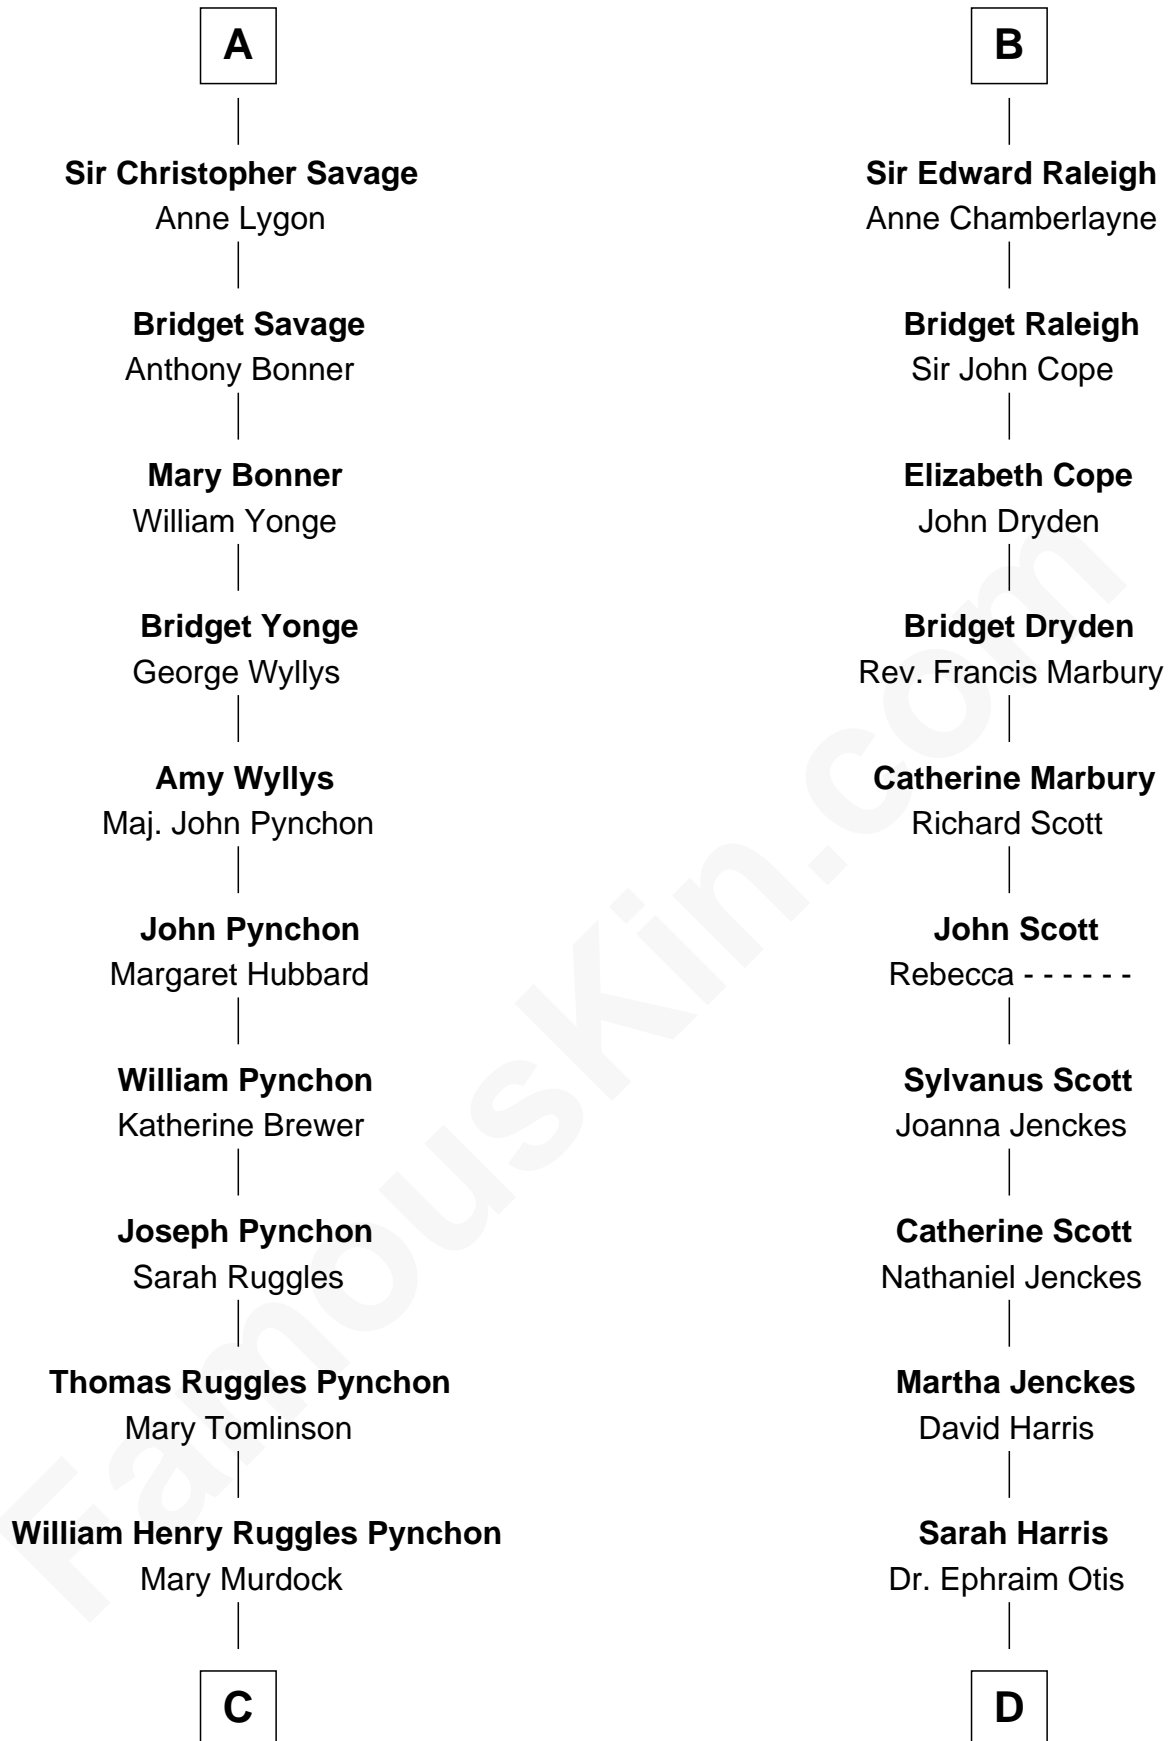 A
Sir Christopher Savage
Anne Lygon
Bridget Savage
Anthony Bonner
Mary Bonner
William Yonge
Bridget Yonge
George Wyllys
Amy Wyllys
Maj. John Pynchon
John Pynchon
Margaret Hubbard
William Pynchon
Katherine Brewer
Joseph Pynchon
Sarah Ruggles
Thomas Ruggles Pynchon
Mary Tomlinson
William Henry Ruggles Pynchon
Mary Murdock
C
B
Sir Edward Raleigh
Anne Chamberlayne
Bridget Raleigh
Sir John Cope
Elizabeth Cope
John Dryden
Bridget Dryden
Rev. Francis Marbury
Catherine Marbury
Richard Scott
John Scott
Rebecca - - - - - -
Sylvanus Scott
Joanna Jenckes
Catherine Scott
Nathaniel Jenckes
Martha Jenckes
David Harris
Sarah Harris
Dr. Ephraim Otis
D
FamousKin.com